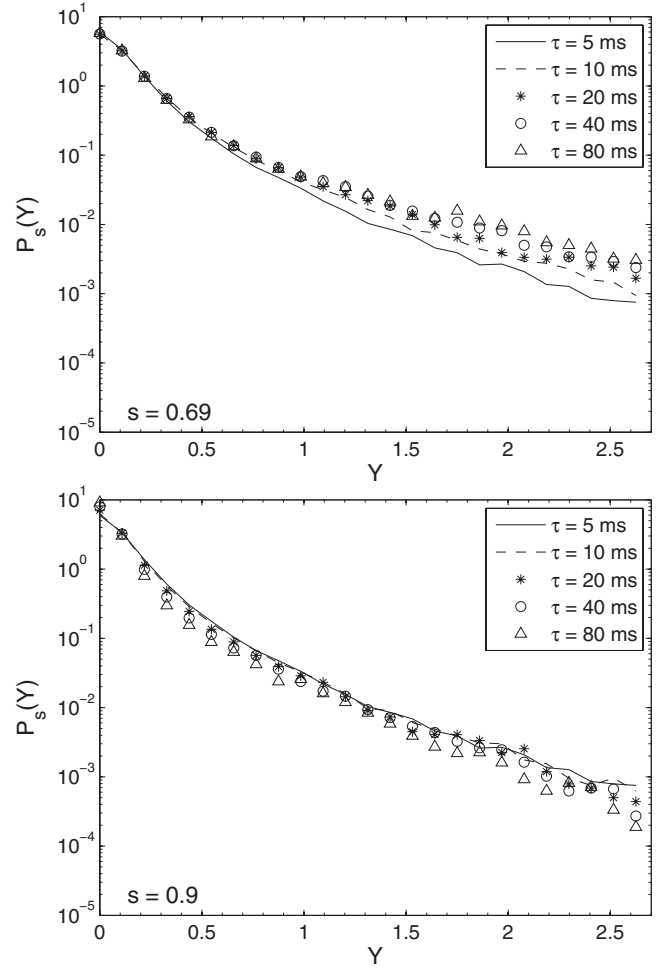 10^1
10^0
10^-1
10^-2
10^-3
10^-4
10^-5
P_s(Y)
τ = 5 ms
τ = 10 ms
τ = 20 ms
τ = 40 ms
τ = 80 ms
s = 0.69
0 0.5 1 1.5 2 2.5
Y
10^1
10^0
10^-1
10^-2
10^-3
10^-4
10^-5
P_s(Y)
τ = 5 ms
τ = 10 ms
τ = 20 ms
τ = 40 ms
τ = 80 ms
s = 0.9
0 0.5 1 1.5 2 2.5
Y